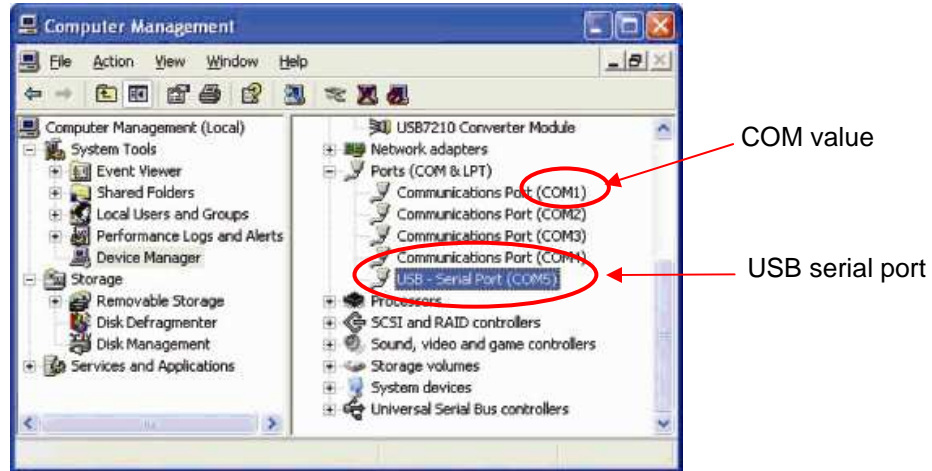 Computer Management
File Action View Window Help
Computer Management (Local)
System Tools
Event Viewer
Shared Folders
Local Users and Groups
Performance Logs and Alerts
Device Manager
Storage
Removable Storage
Disk Defragmenter
Disk Management
Services and Applications
USB7210 Converter Module
Network adapters
Ports (COM & LPT)
Communications Port (COM1)
Communications Port (COM2)
Communications Port (COM3)
Communications Port (COM4)
USB - Serial Port (COM5)
Processors
SCSI and RAID controllers
Sound, video and game controllers
Storage volumes
System devices
Universal Serial Bus controllers
COM value
USB serial port